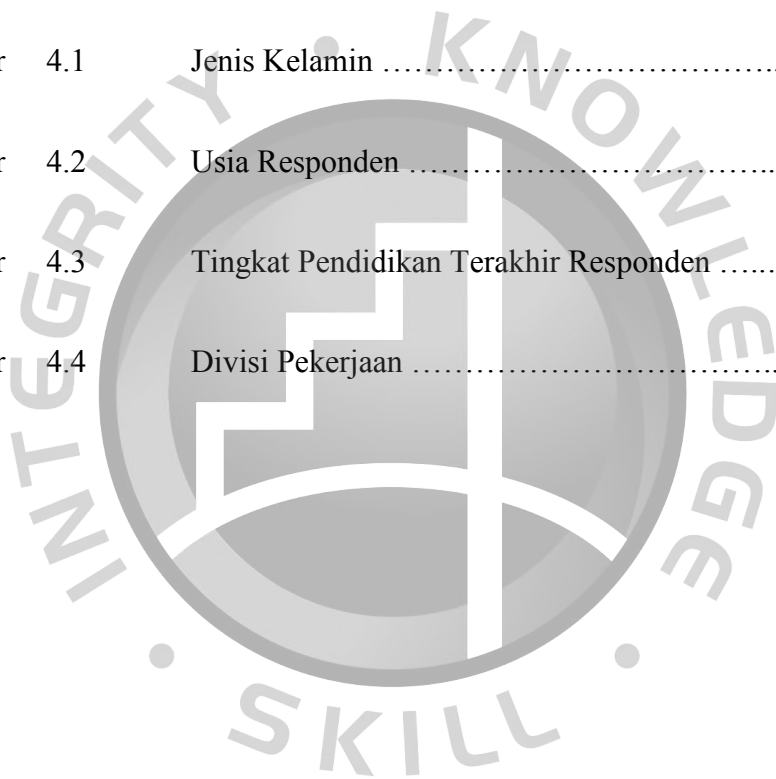 r 4.1 Jenis Kelamin ……………………………..
r 4.2 Usia Responden ……………………………..
r 4.3 Tingkat Pendidikan Terakhir Responden …...
r 4.4 Divisi Pekerjaan ……………………………..
INTEGRITY • KNOWLEDGE • SKILL •